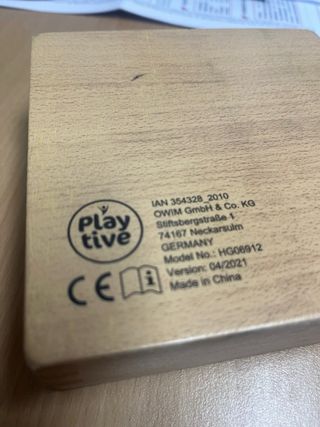 Play
tive
IAN 354328_2010
OWIM GmbH & Co. KG
Stiftsbergstraße 1
74167 Neckarsulm
GERMANY
Model No.: HG06912
Version: 04/2021
Made in China
CE
i